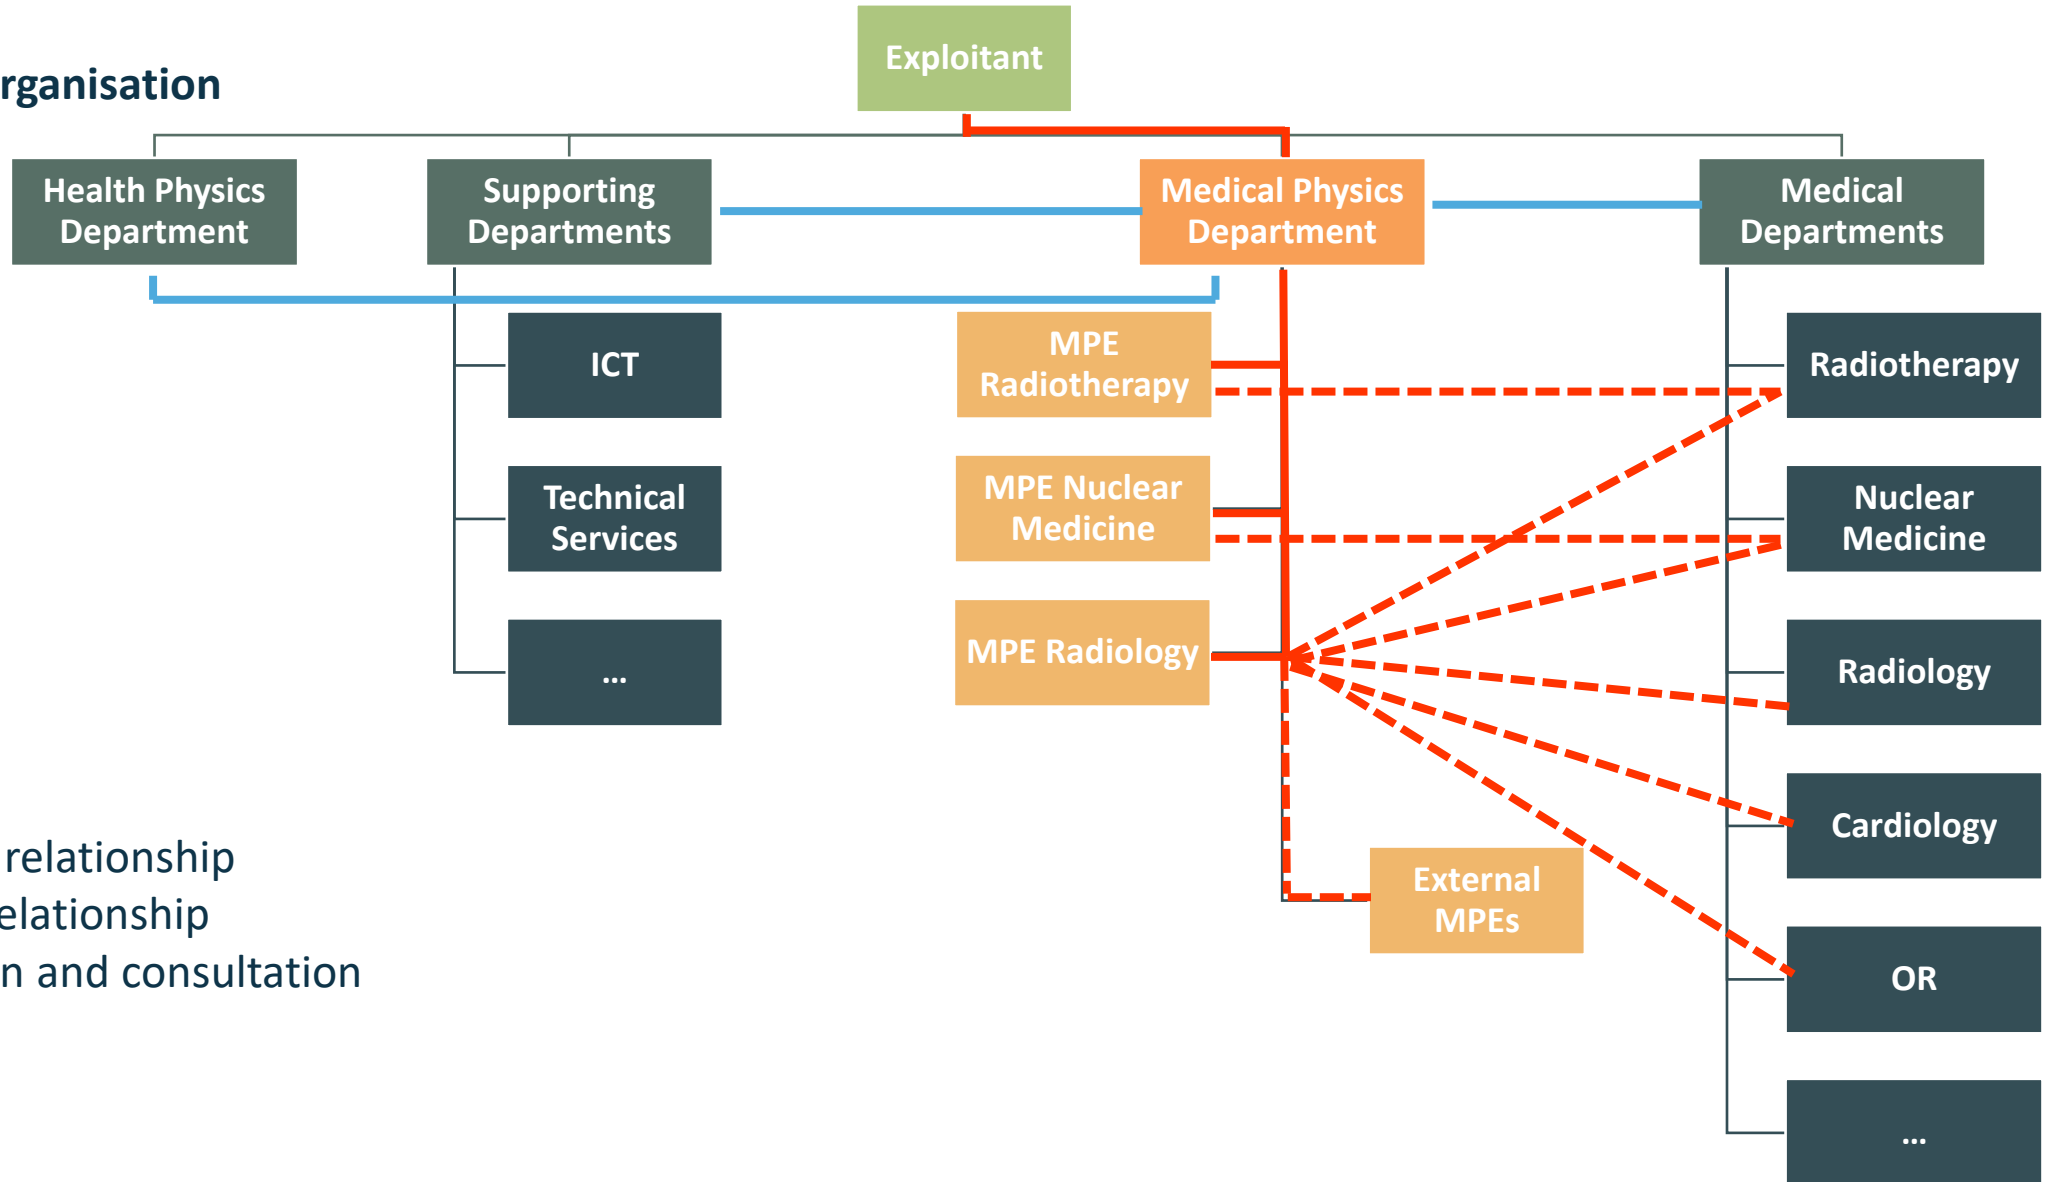 Exploitant
rganisation
Health Physics
Department
Supporting
Departments
Medical Physics
Department
Medical
Departments
ICT
Technical
Services
...
MPE
Radiotherapy
MPE Nuclear
Medicine
MPE Radiology
External
MPEs
Radiotherapy
Nuclear
Medicine
Radiology
Cardiology
OR
...
relationship
elationship
n and consultation